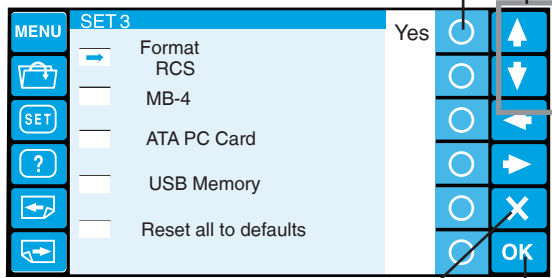 MENU
SET 3
Yes
Format
RCS
MB-4
SET
ATA PC Card
?
USB Memory
Reset all to defaults
OK